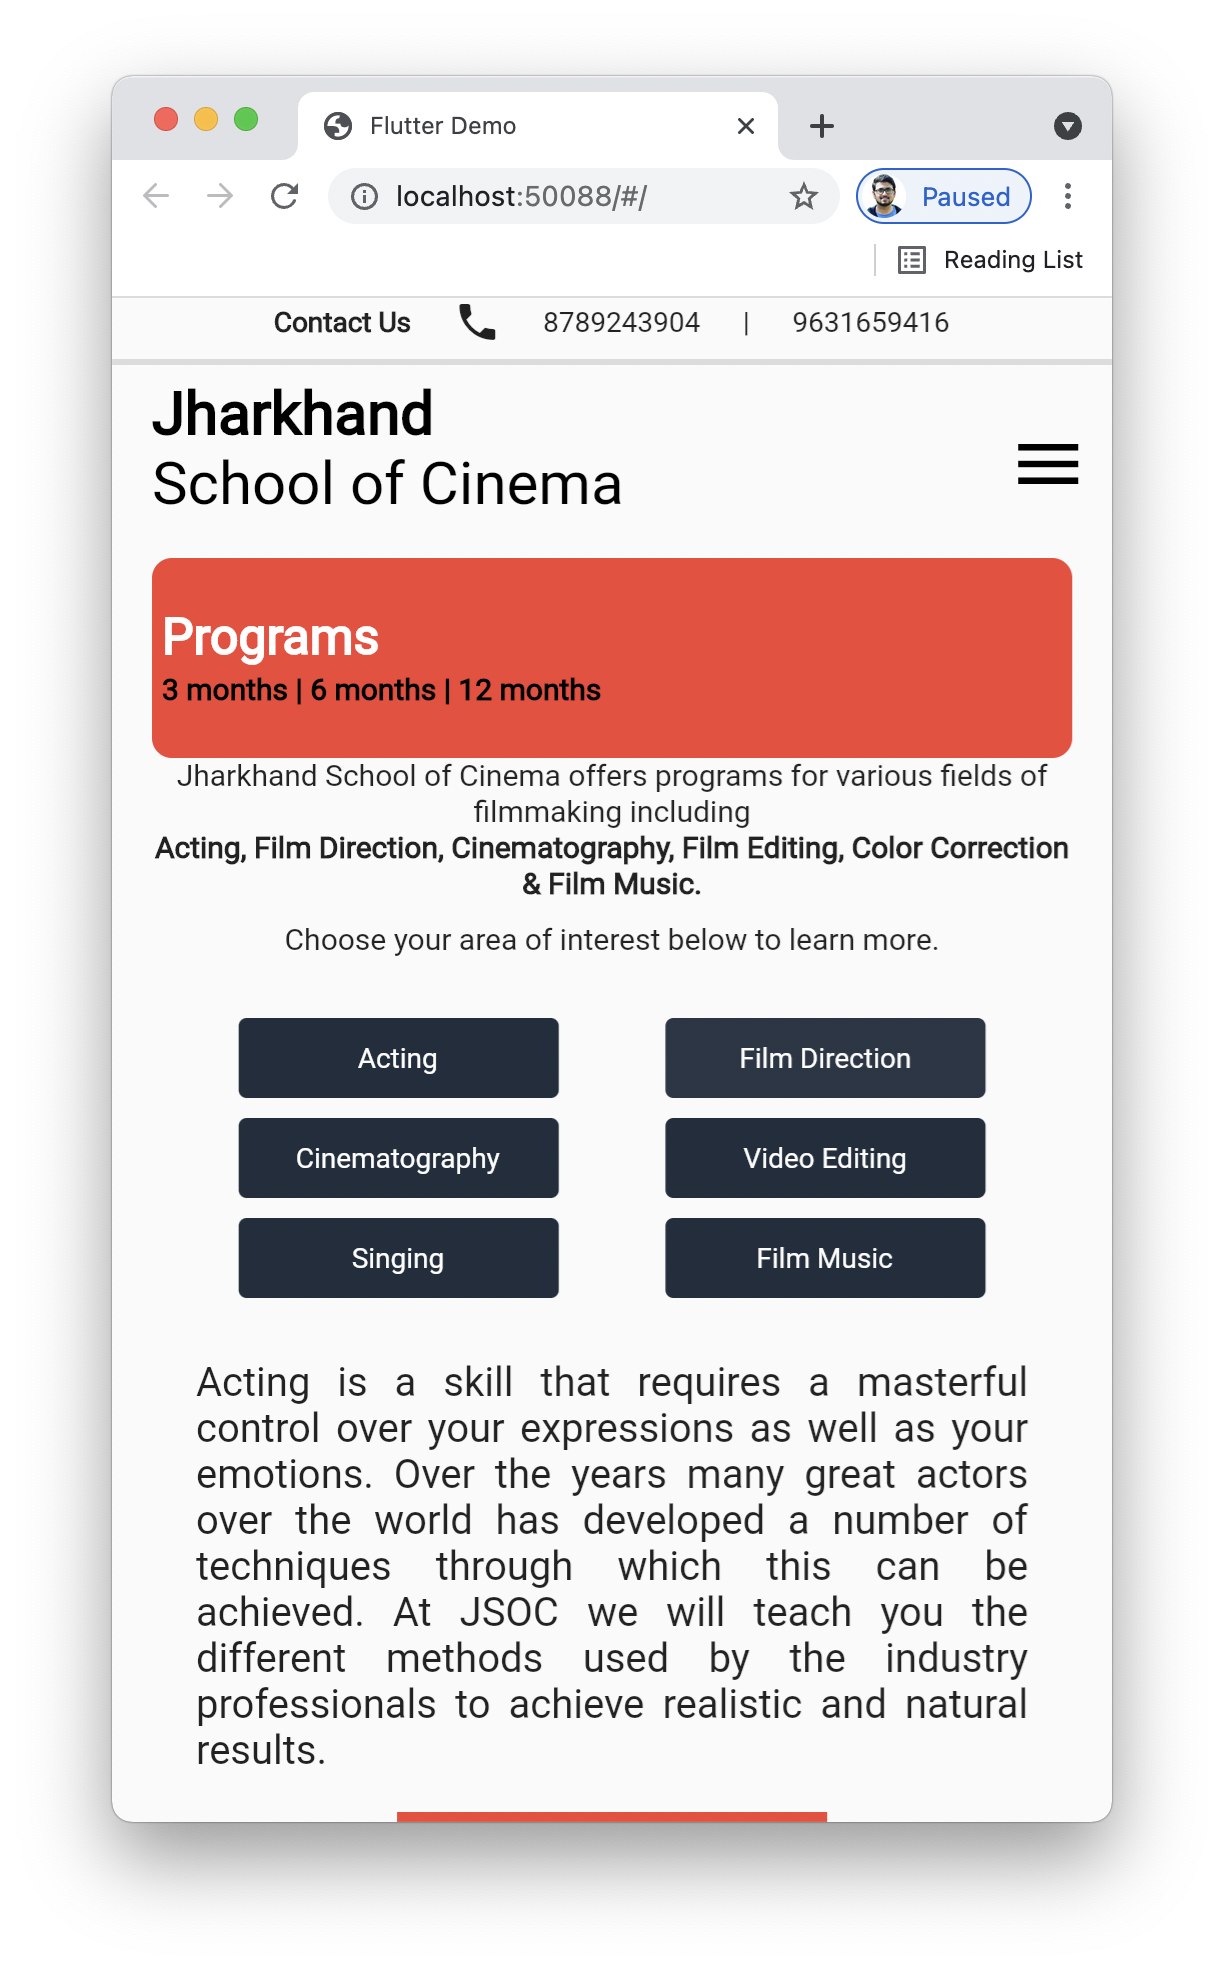 Flutter Demo
localhost:50088/#/
Paused
Reading List
Contact Us 8789243904 | 9631659416
Jharkhand
School of Cinema
Programs
3 months | 6 months | 12 months
Jharkhand School of Cinema offers programs for various fields of
filmmaking including
Acting, Film Direction, Cinematography, Film Editing, Color Correction
& Film Music.
Choose your area of interest below to learn more.
Acting Film Direction
Cinematography Video Editing
Singing Film Music
Acting is a skill that requires a masterful
control over your expressions as well as your
emotions. Over the years many great actors
over the world has developed a number of
techniques through which this can be
achieved. At JSOC we will teach you the
different methods used by the industry
professionals to achieve realistic and natural
results.